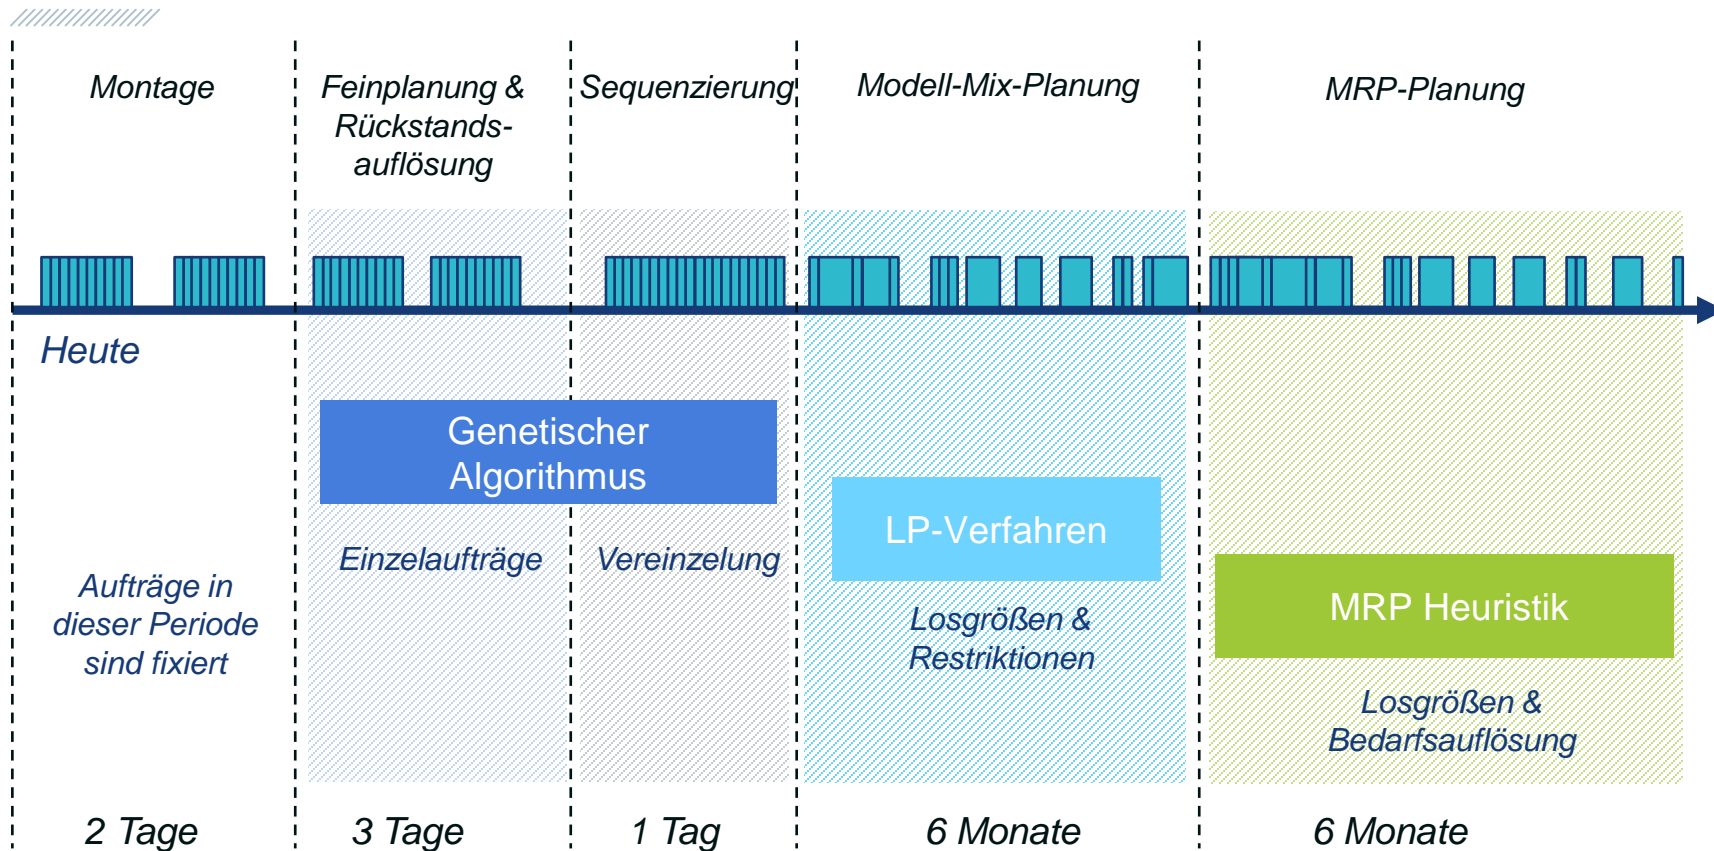 Montage
Feinplanung &
Rückstands-
auflösung
Sequenzierung
Modell-Mix-Planung
MRP-Planung
Heute
Genetischer
Algorithmus
LP-Verfahren
MRP Heuristik
Aufträge in
dieser Periode
sind fixiert
Einzelaufträge
Vereinzelung
Losgrößen &
Restriktionen
Losgrößen &
Bedarfsauflösung
2 Tage
3 Tage
1 Tag
6 Monate
6 Monate